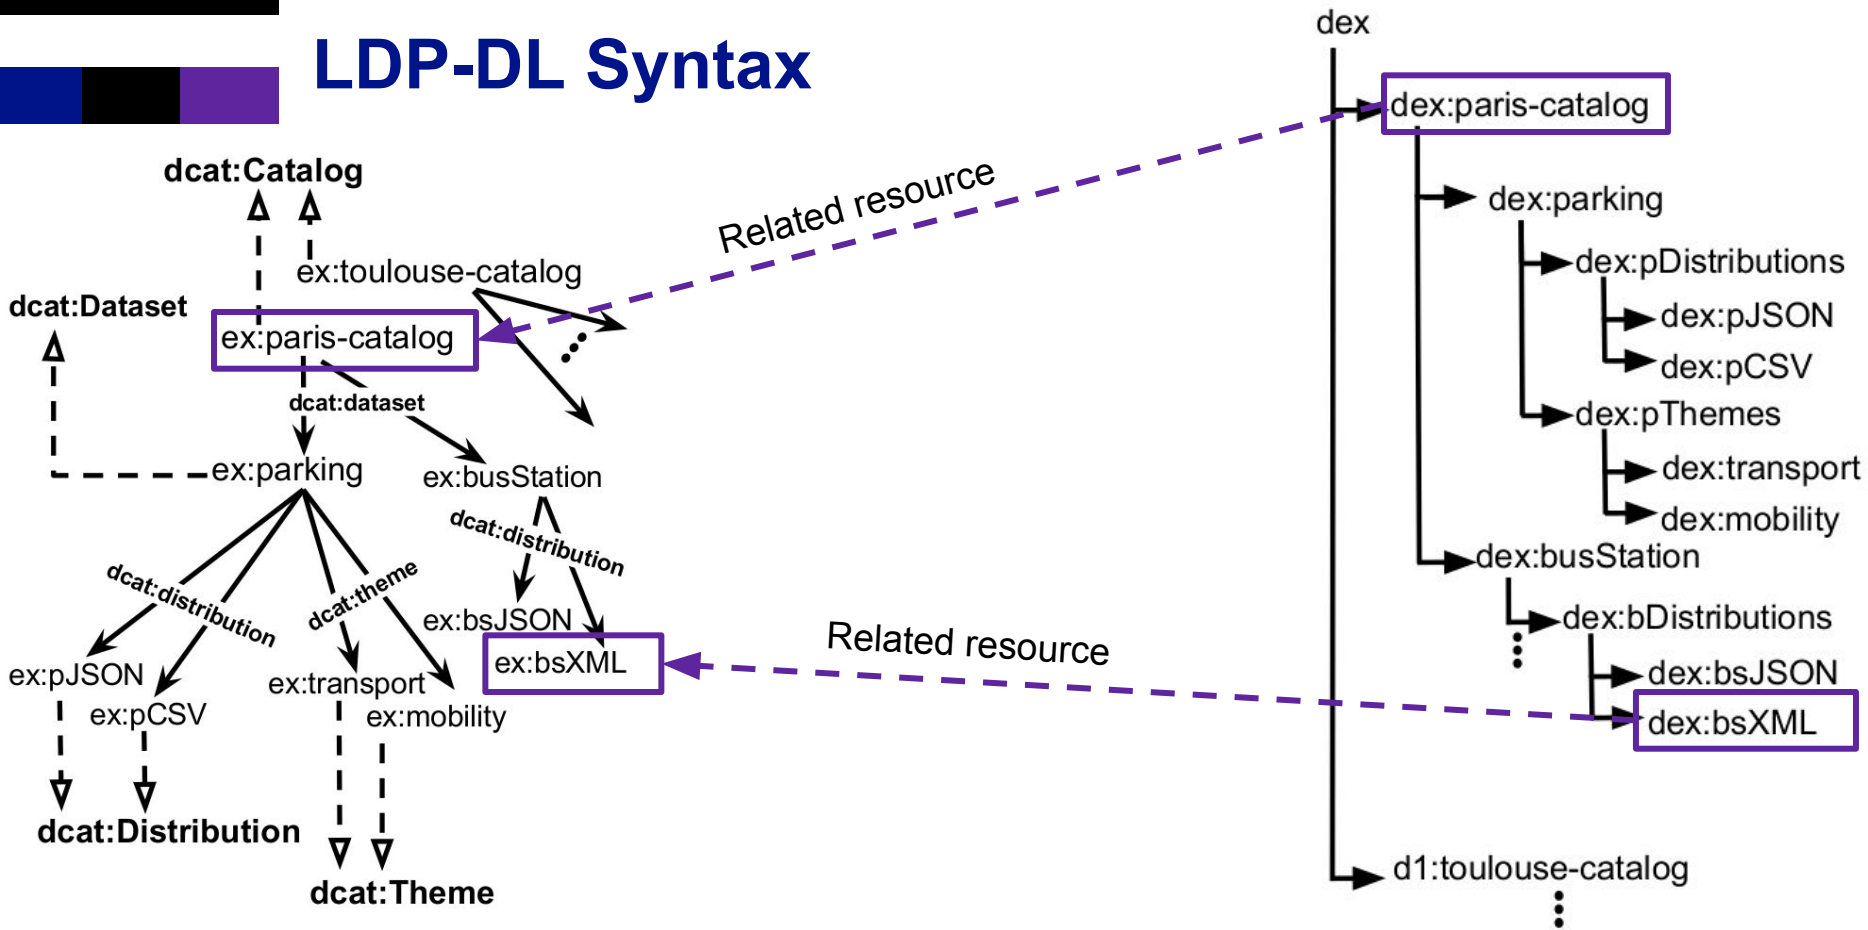 LDP-DL Syntax
dcat:Catalog
ex:toulouse-catalog
dcat:Dataset
ex:paris-catalog
dcat:dataset
ex:parking
ex:busStation
dcat:distribution
dcat:distribution
dcat:theme
ex:bsJSON
ex:bsXML
ex:pJSON
ex:transport
ex:pCSV
ex:mobility
dcat:Distribution
dcat:Theme
Related resource
Related resource
dex
dex:paris-catalog
dex:parking
dex:pDistributions
dex:pJSON
dex:pCSV
dex:pThemes
dex:transport
dex:mobility
dex:busStation
dex:bDistributions
dex:bsJSON
dex:bsXML
d1:toulouse-catalog